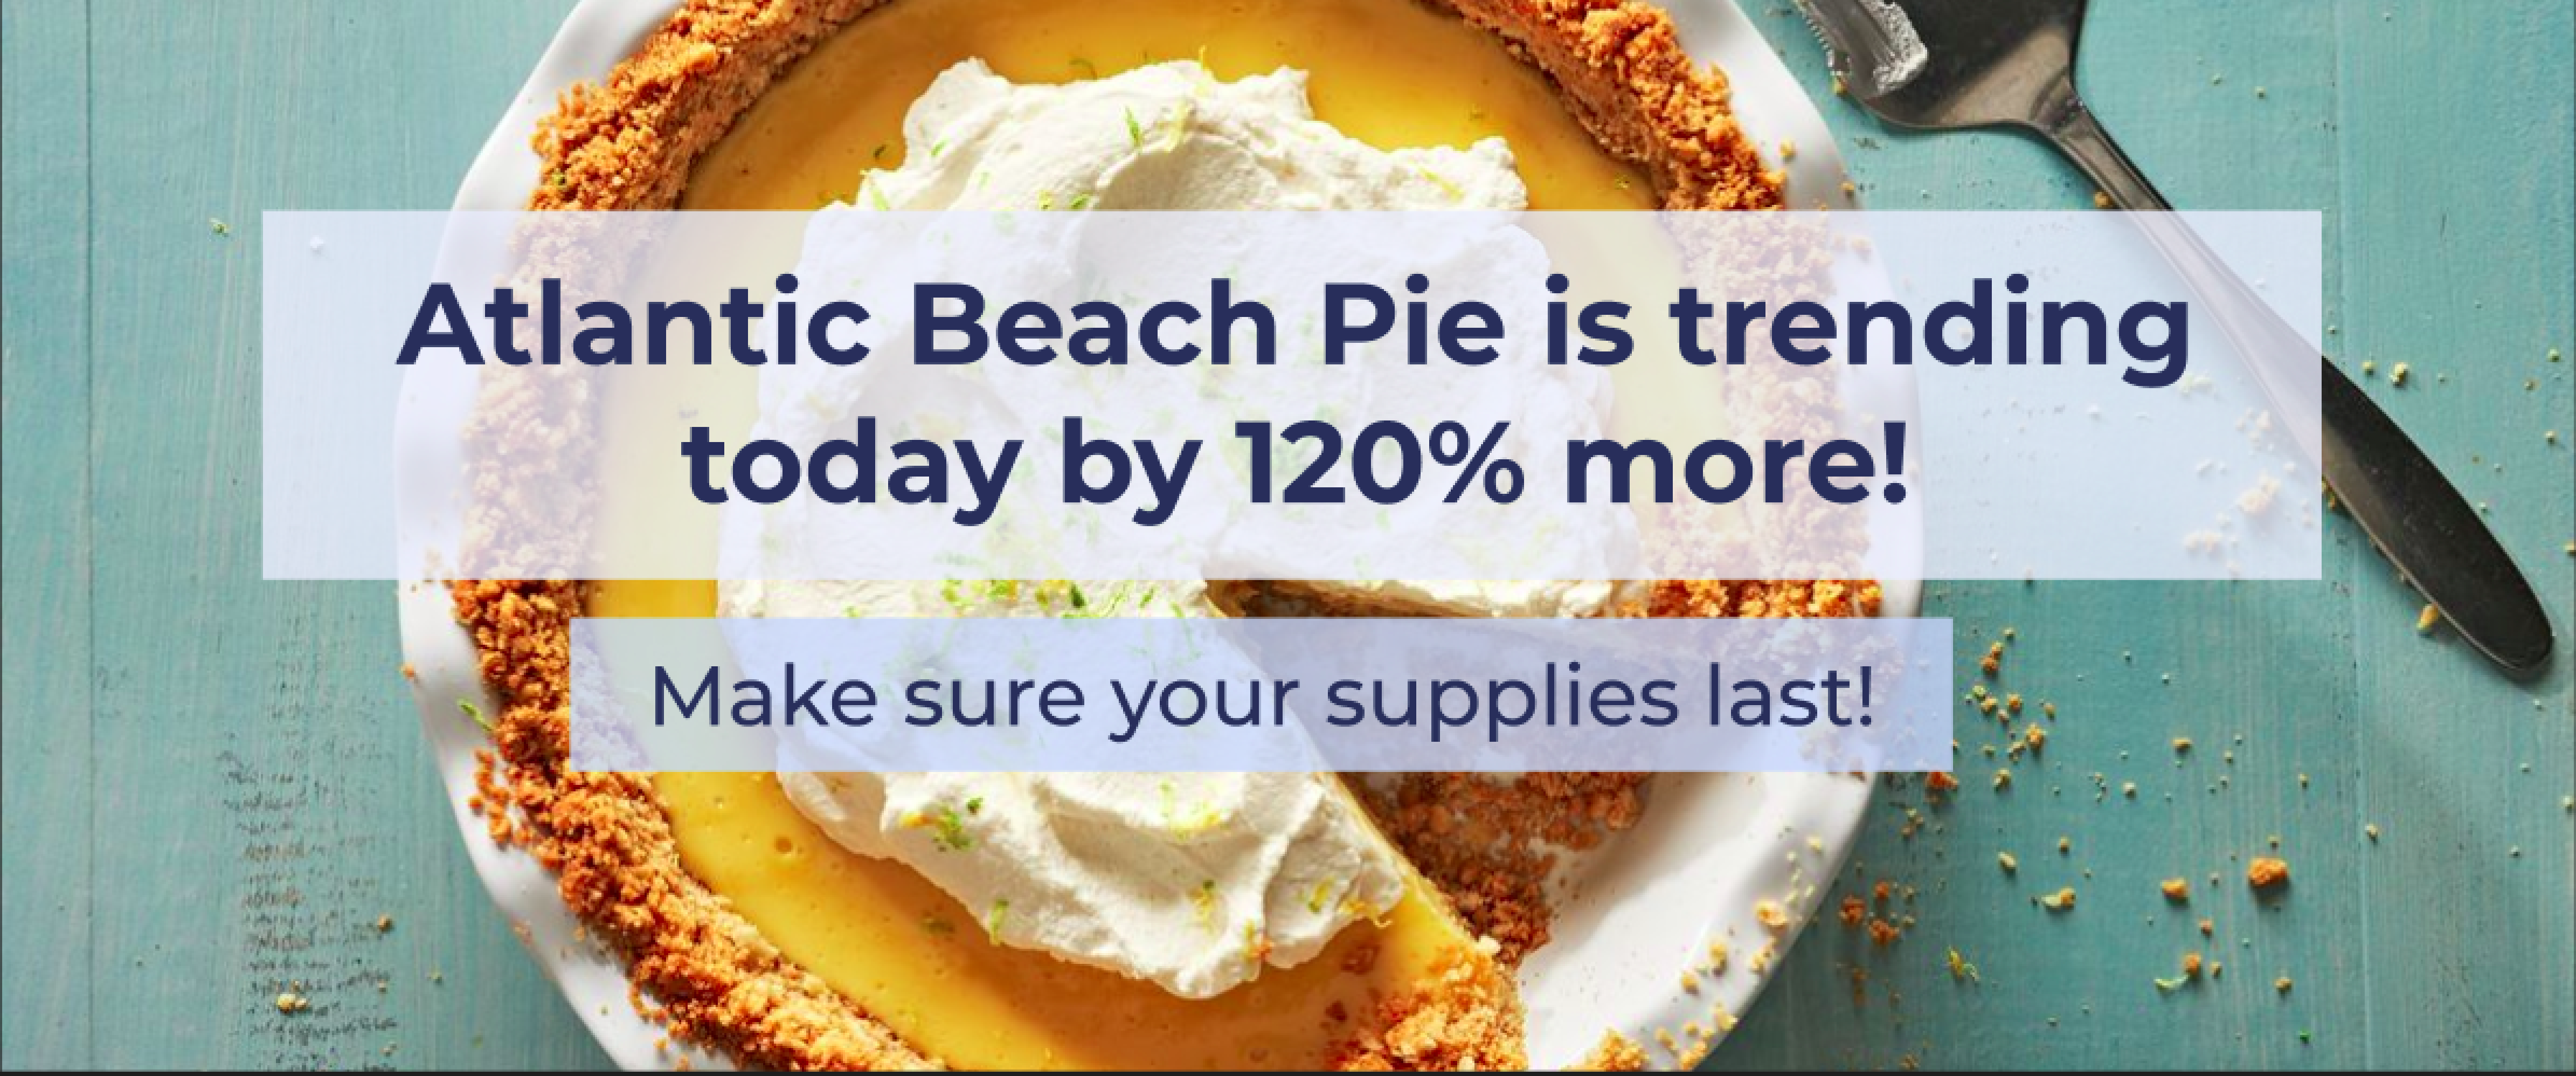 Atlantic Beach Pie is trending
today by 120% more!
Make sure your supplies last!